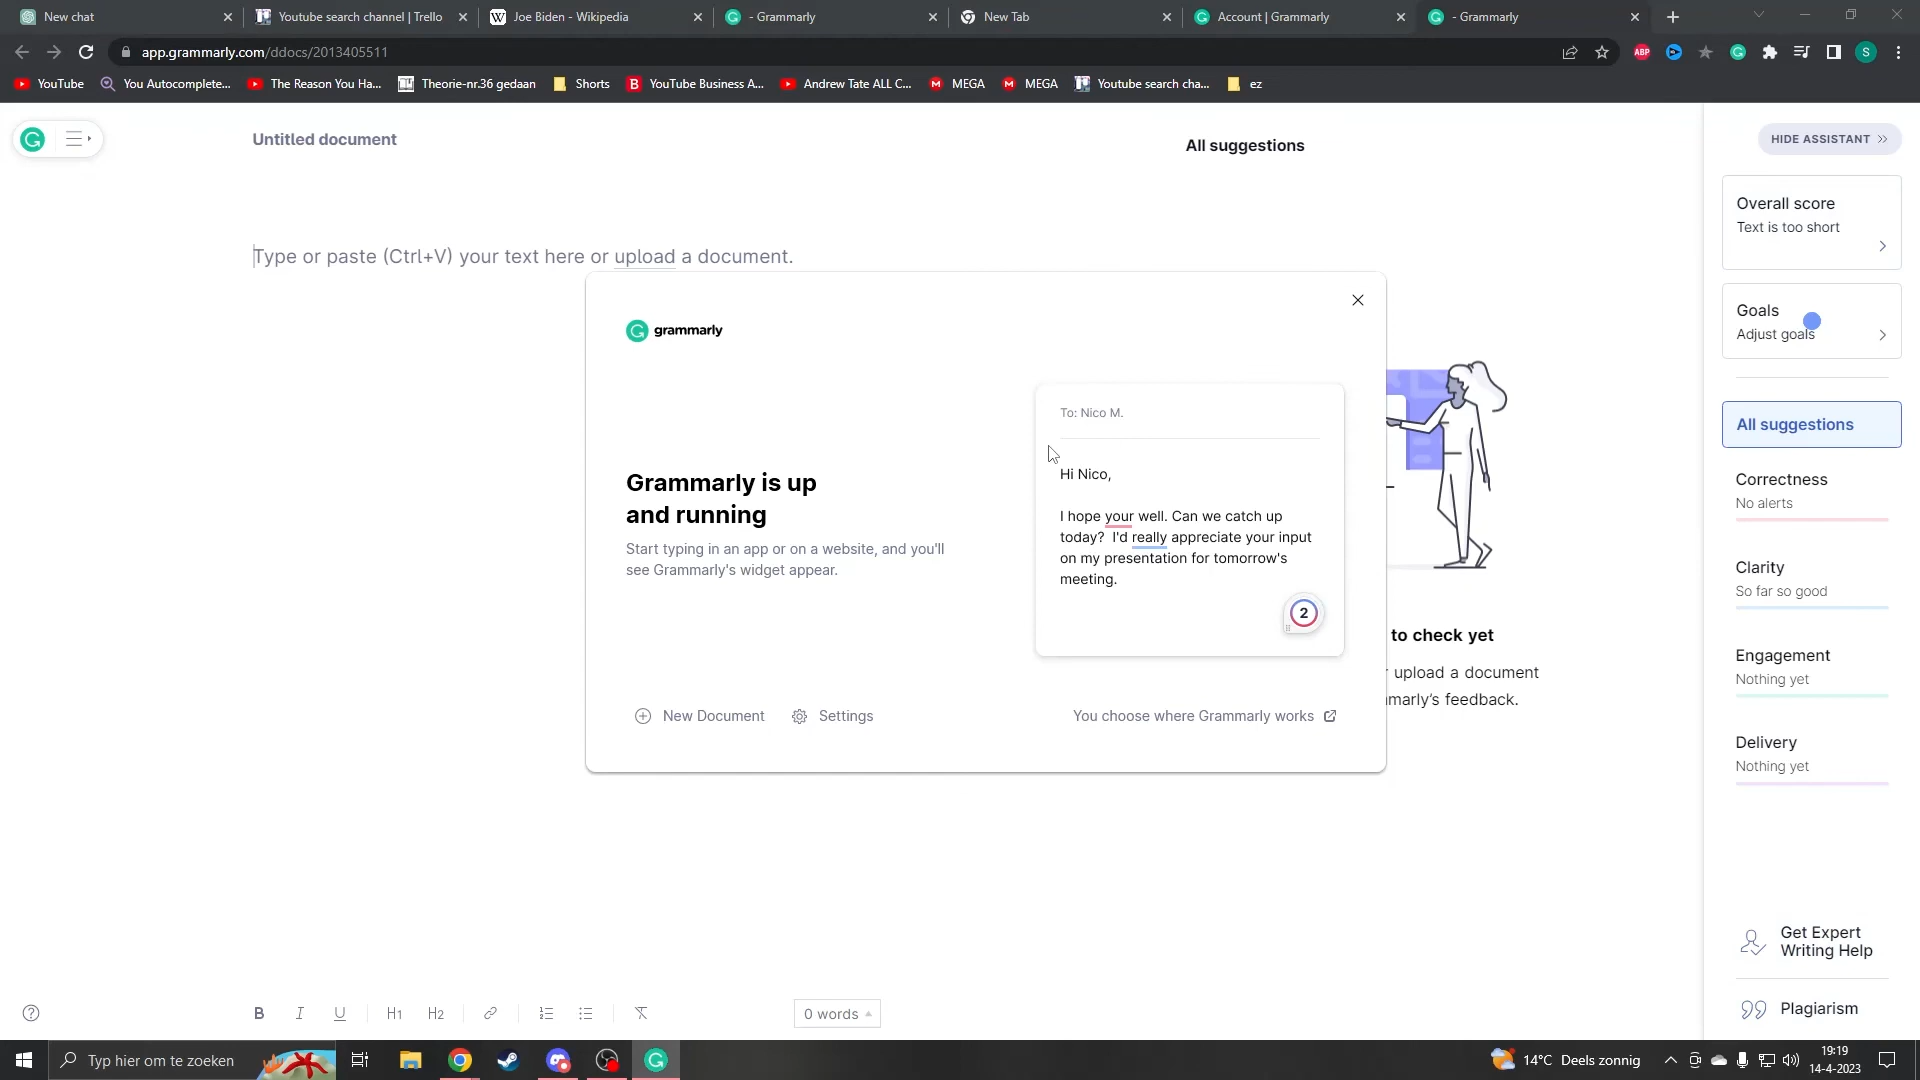 New chat
Youtube search channel | Trello
Joe Biden - Wikipedia
- Grammarly
New Tab
Account | Grammarly
- Grammarly
app.grammarly.com/ddocs/2013405511
ABP
S
YouTube
You Autocomplete...
The Reason You Ha...
Theorie-nr.36 gedaan
Shorts
YouTube Business A...
Andrew Tate ALL C...
MEGA
MEGA
Youtube search cha...
ez
Untitled document
All suggestions
HIDE ASSISTANT
Type or paste (Ctrl+V) your text here or upload a document.
Overall score
Text is too short
Goals
Adjust goals
All suggestions
Correctness
No alerts
Clarity
So far so good
Engagement
Nothing yet
Delivery
Nothing yet
Get Expert
Writing Help
Plagiarism
grammarly
Grammarly is up
and running
Start typing in an app or on a website, and you'll
see Grammarly's widget appear.
To: Nico M.
Hi Nico,
I hope your well. Can we catch up
today? I'd really appreciate your input
on my presentation for tomorrow's
meeting.
2
New Document
Settings
You choose where Grammarly works
to check yet
upload a document
mmarly's feedback.
B I U H1 H2
0 words
Typ hier om te zoeken
14°C Deels zonnig
19:19
14-4-2023